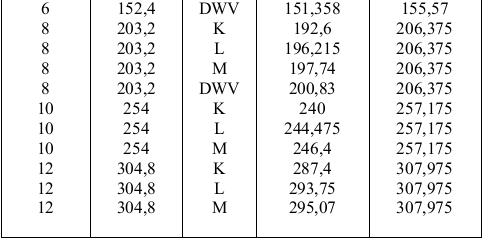 6 152,4 DWV 151,358 155,57
8 203,2 K 192,6 206,375
8 203,2 L 196,215 206,375
8 203,2 M 197,74 206,375
8 203,2 DWV 200,83 206,375
10 254 K 240 257,175
10 254 L 244,475 257,175
10 254 M 246,4 257,175
12 304,8 K 287,4 307,975
12 304,8 L 293,75 307,975
12 304,8 M 295,07 307,975